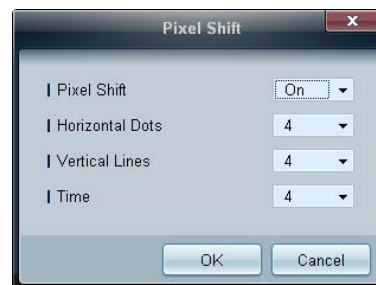 Pixel Shift
Pixel Shift On
Horizontal Dots 4
Vertical Lines 4
Time 4
OK Cancel